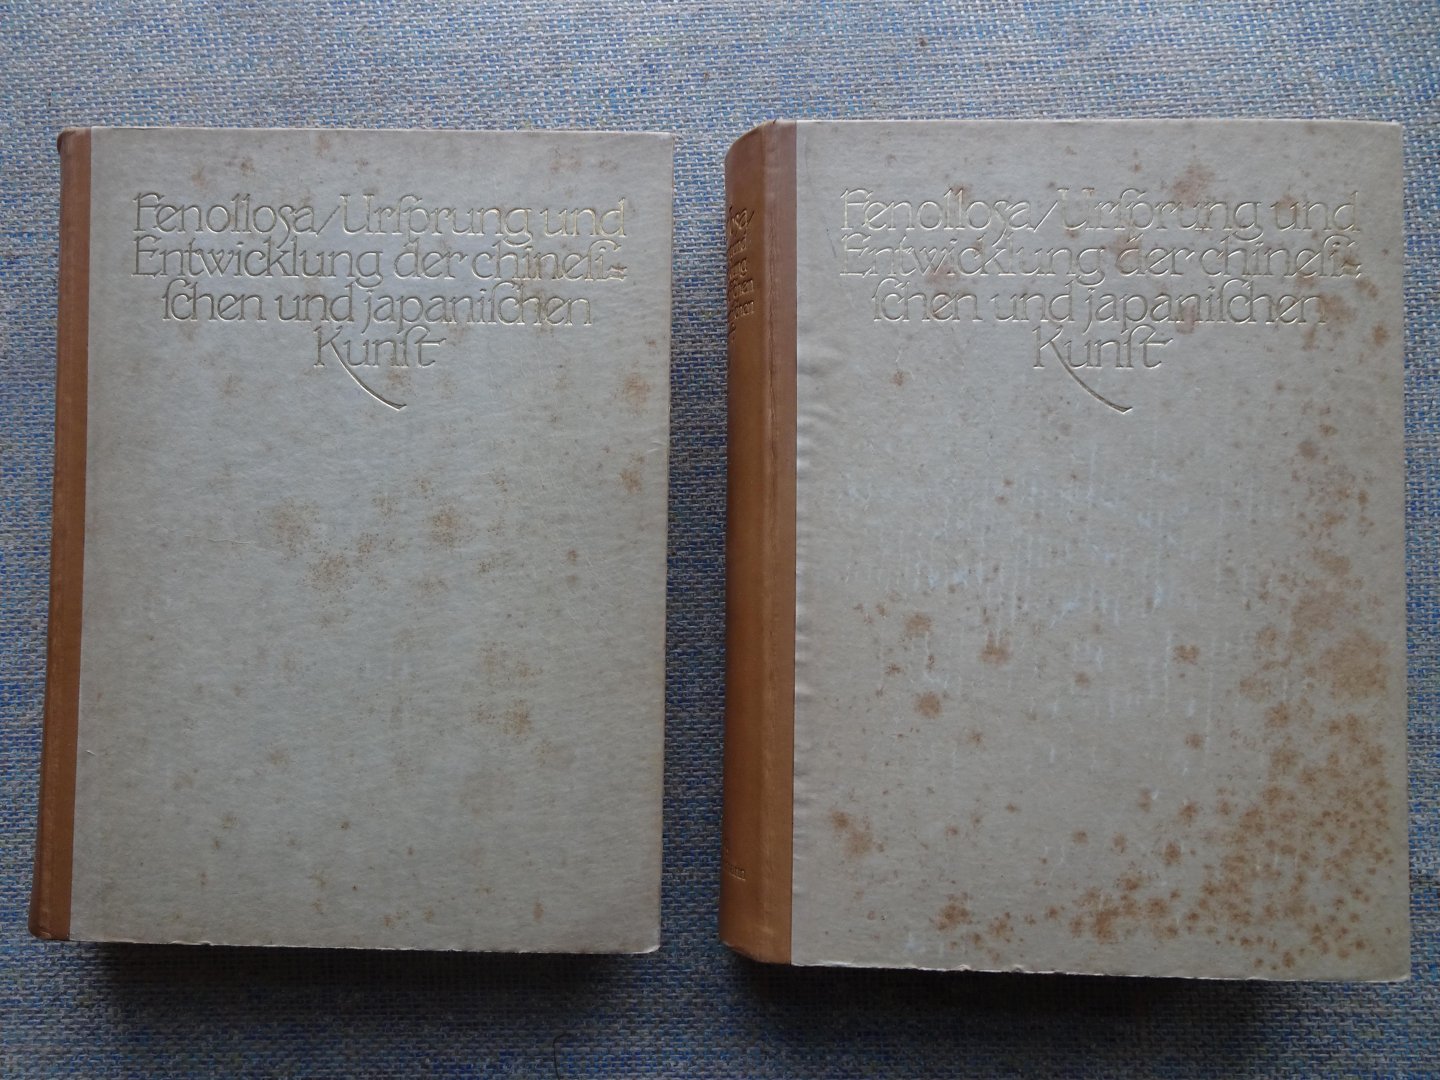 Fenolloſa/Urſprung und
Entwicklung der chineſi⸗
ſchen und japaniſchen
Kunſt
Fenolloſa/Urſprung und
Entwicklung der chineſi⸗
ſchen und japaniſchen
Kunſt